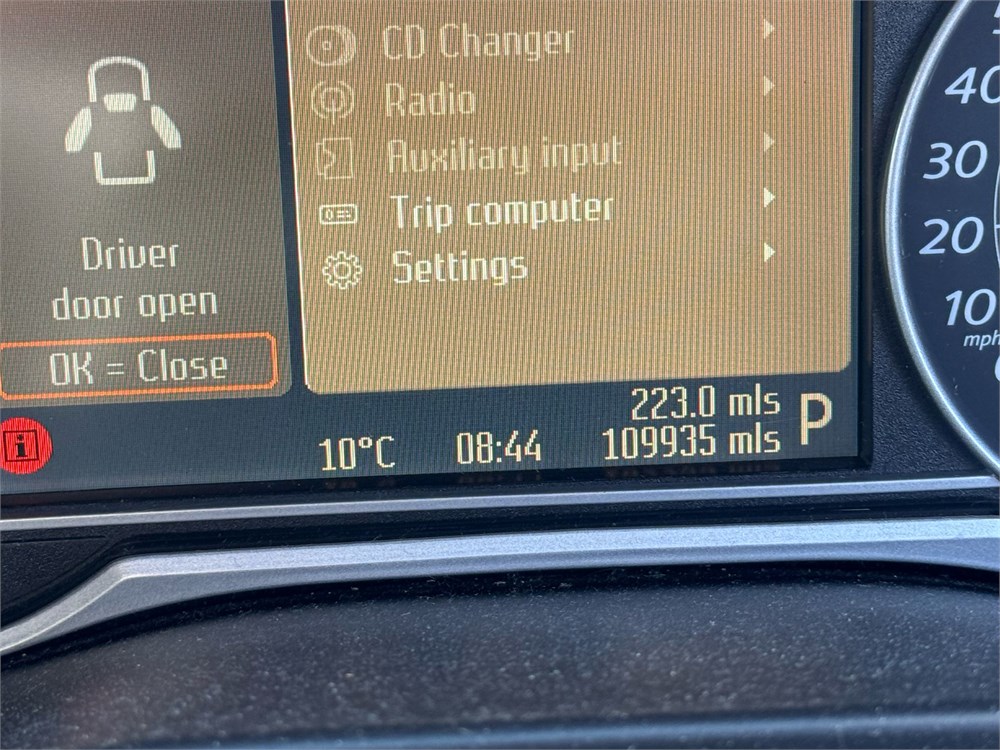 CD Changer
Radio
Auxiliary input
Trip computer
Settings
Driver
door open
OK = Close
i
10°C
08:44
223.0 mls
109935 mls
P
40
30
20
10
mph